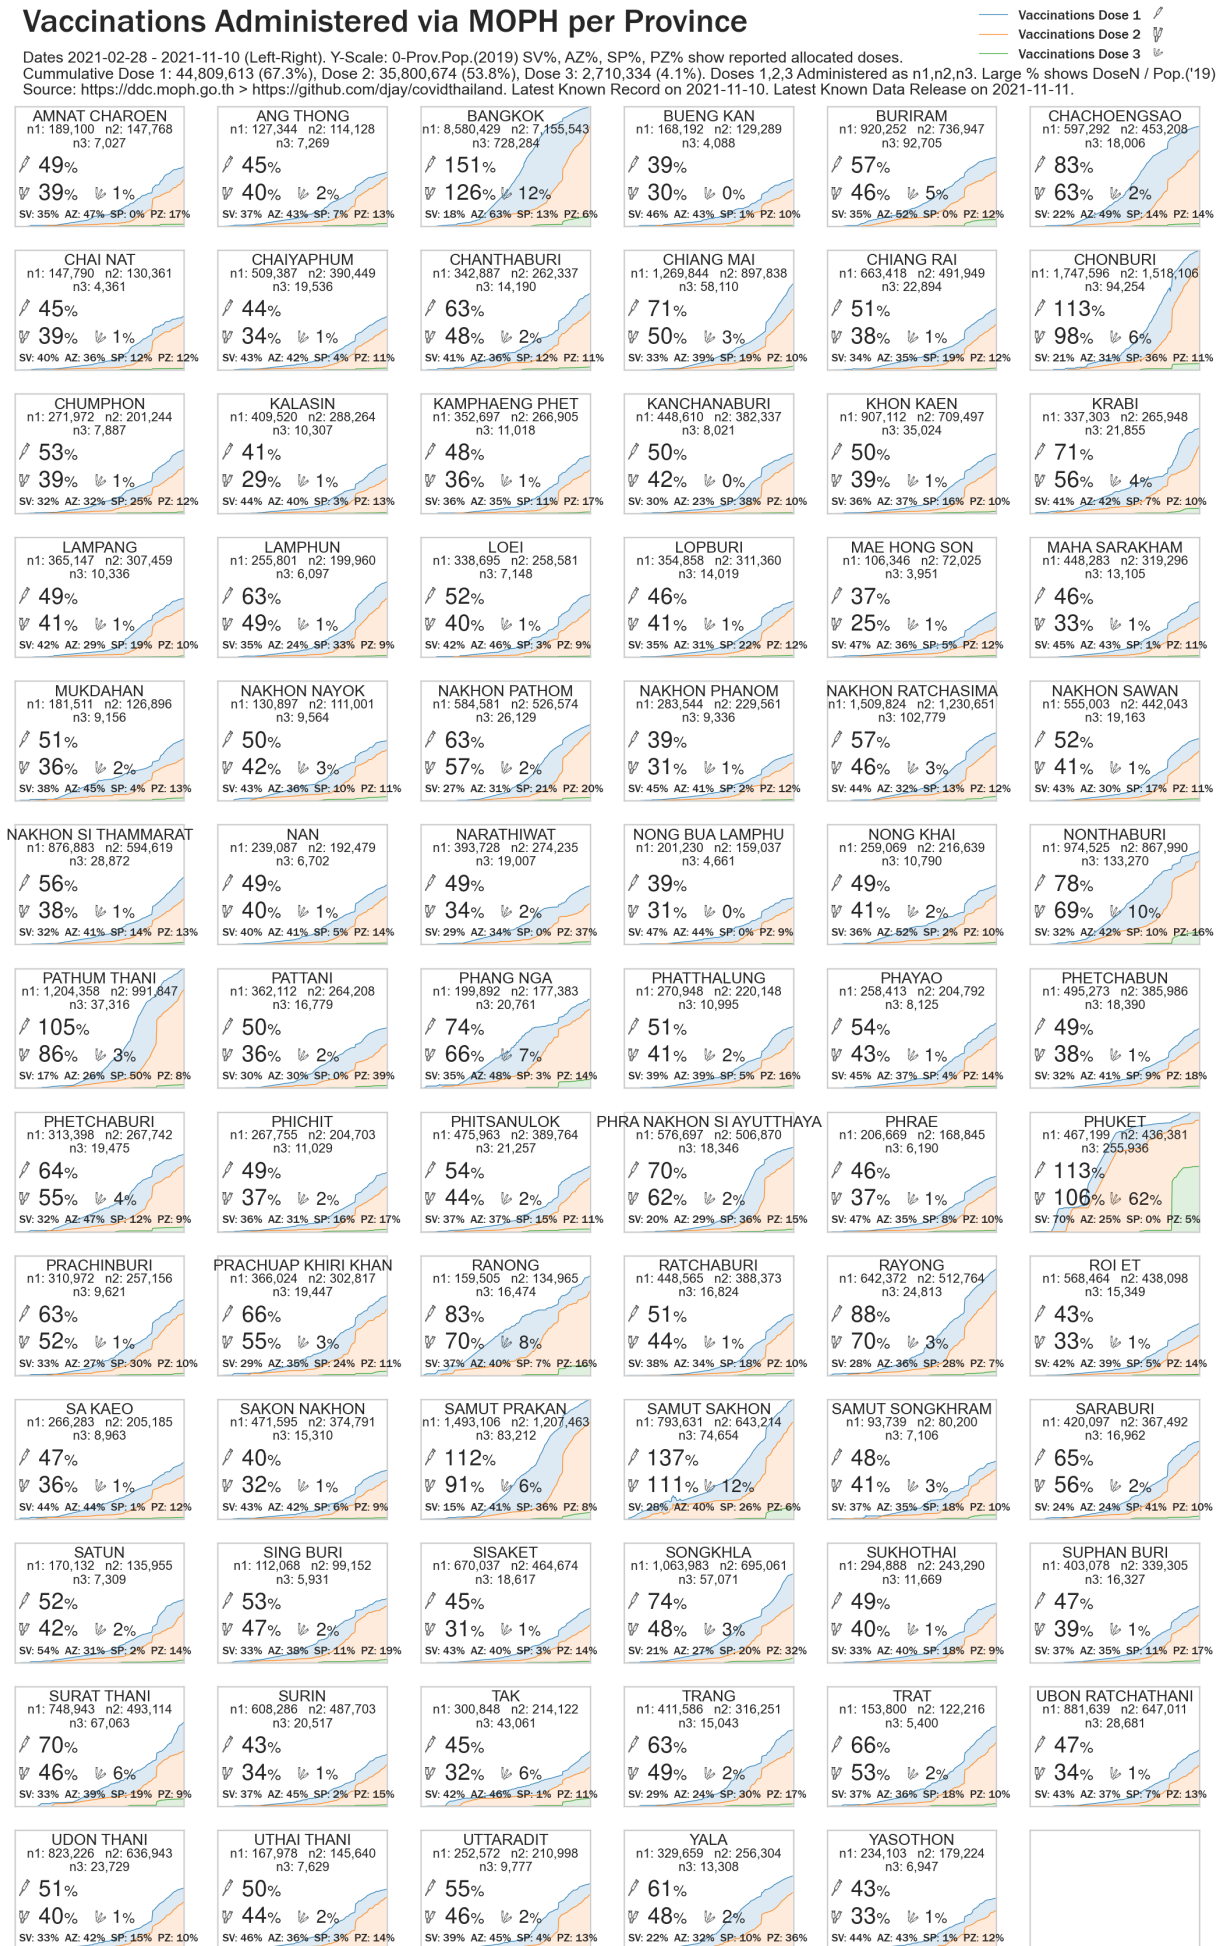 Vaccinations Administered via MOPH per Province
Vaccinations Dose 1
Vaccinations Dose 2
Vaccinations Dose 3
Dates 2021-02-28 - 2021-11-10 (Left-Right). Y-Scale: 0-Prov.Pop.(2019) SV%, AZ%, SP%, PZ% show reported allocated doses.
Cummulative Dose 1: 44,809,613 (67.3%), Dose 2: 35,800,674 (53.8%), Dose 3: 2,710,334 (4.1%). Doses 1,2,3 Administered as n1,n2,n3. Large % shows DoseN / Pop.('19)
Source: https://ddc.moph.go.th > https://github.com/djay/covidthailand. Latest Known Record on 2021-11-10. Latest Known Data Release on 2021-11-11.
AMNAT CHAROEN
n1: 189,100 n2: 147,768
n3: 7,027
49%
39% 1%
SV: 35% AZ: 47% SP: 0% PZ: 17%
ANG THONG
n1: 127,344 n2: 114,128
n3: 7,269
45%
40% 2%
SV: 37% AZ: 43% SP: 7% PZ: 13%
BANGKOK
n1: 8,580,429 n2: 7,155,543
n3: 728,284
151%
126% 12%
SV: 18% AZ: 63% SP: 13% PZ: 6%
BUENG KAN
n1: 168,192 n2: 129,289
n3: 4,088
39%
30% 0%
SV: 46% AZ: 43% SP: 1% PZ: 10%
BURIRAM
n1: 920,252 n2: 736,947
n3: 92,705
57%
46% 5%
SV: 35% AZ: 52% SP: 0% PZ: 12%
CHACHOENGSAO
n1: 597,292 n2: 453,208
n3: 18,006
83%
63% 2%
SV: 22% AZ: 49% SP: 14% PZ: 14%
CHAI NAT
n1: 147,790 n2: 130,361
n3: 4,361
45%
39% 1%
SV: 40% AZ: 36% SP: 12% PZ: 12%
CHAIYAPHUM
n1: 509,387 n2: 390,449
n3: 19,536
44%
34% 1%
SV: 43% AZ: 42% SP: 4% PZ: 11%
CHANTHABURI
n1: 342,887 n2: 262,337
n3: 14,190
63%
48% 2%
SV: 41% AZ: 36% SP: 12% PZ: 11%
CHIANG MAI
n1: 1,269,844 n2: 897,838
n3: 58,110
71%
50% 3%
SV: 33% AZ: 39% SP: 19% PZ: 10%
CHIANG RAI
n1: 663,418 n2: 491,949
n3: 22,894
51%
38% 1%
SV: 34% AZ: 35% SP: 19% PZ: 12%
CHONBURI
n1: 1,747,596 n2: 1,518,106
n3: 94,254
113%
98% 6%
SV: 21% AZ: 31% SP: 36% PZ: 11%
CHUMPHON
n1: 271,972 n2: 201,244
n3: 7,887
53%
39% 1%
SV: 32% AZ: 32% SP: 25% PZ: 12%
KALASIN
n1: 409,520 n2: 288,264
n3: 10,307
41%
29% 1%
SV: 44% AZ: 40% SP: 3% PZ: 13%
KAMPHAENG PHET
n1: 352,697 n2: 266,905
n3: 11,018
48%
36% 1%
SV: 36% AZ: 35% SP: 11% PZ: 17%
KANCHANABURI
n1: 448,610 n2: 382,337
n3: 8,021
50%
42% 0%
SV: 30% AZ: 23% SP: 38% PZ: 10%
KHON KAEN
n1: 907,112 n2: 709,497
n3: 35,024
50%
39% 1%
SV: 36% AZ: 37% SP: 16% PZ: 10%
KRABI
n1: 337,303 n2: 265,948
n3: 21,855
71%
56% 4%
SV: 41% AZ: 42% SP: 7% PZ: 10%
LAMPANG
n1: 365,147 n2: 307,459
n3: 10,336
49%
41% 1%
SV: 42% AZ: 29% SP: 19% PZ: 10%
LAMPHUN
n1: 255,801 n2: 199,960
n3: 6,097
63%
49% 1%
SV: 35% AZ: 24% SP: 33% PZ: 9%
LOEI
n1: 338,695 n2: 258,581
n3: 7,148
52%
40% 1%
SV: 42% AZ: 46% SP: 3% PZ: 9%
LOPBURI
n1: 354,858 n2: 311,360
n3: 14,019
46%
41% 1%
SV: 35% AZ: 31% SP: 22% PZ: 12%
MAE HONG SON
n1: 106,346 n2: 72,025
n3: 3,951
37%
25% 1%
SV: 47% AZ: 36% SP: 5% PZ: 12%
MAHA SARAKHAM
n1: 448,283 n2: 319,296
n3: 13,105
46%
33% 1%
SV: 45% AZ: 43% SP: 1% PZ: 11%
MUKDAHAN
n1: 181,511 n2: 126,896
n3: 9,156
51%
36% 2%
SV: 38% AZ: 45% SP: 4% PZ: 13%
NAKHON NAYOK
n1: 130,897 n2: 111,001
n3: 9,564
50%
42% 3%
SV: 43% AZ: 36% SP: 10% PZ: 11%
NAKHON PATHOM
n1: 584,581 n2: 526,574
n3: 26,129
63%
57% 2%
SV: 27% AZ: 31% SP: 21% PZ: 20%
NAKHON PHANOM
n1: 283,544 n2: 229,561
n3: 9,336
39%
31% 1%
SV: 45% AZ: 41% SP: 2% PZ: 12%
NAKHON RATCHASIMA
n1: 1,509,824 n2: 1,230,651
n3: 102,779
57%
46% 3%
SV: 44% AZ: 32% SP: 13% PZ: 12%
NAKHON SAWAN
n1: 555,003 n2: 442,043
n3: 19,163
52%
41% 1%
SV: 43% AZ: 30% SP: 17% PZ: 11%
NAKHON SI THAMMARAT
n1: 876,883 n2: 594,619
n3: 28,872
56%
38% 1%
SV: 32% AZ: 41% SP: 14% PZ: 13%
NAN
n1: 239,087 n2: 192,479
n3: 6,702
49%
40% 1%
SV: 40% AZ: 41% SP: 5% PZ: 14%
NARATHIWAT
n1: 393,728 n2: 274,235
n3: 19,007
49%
34% 2%
SV: 29% AZ: 34% SP: 0% PZ: 37%
NONG BUA LAMPHU
n1: 201,230 n2: 159,037
n3: 4,661
39%
31% 0%
SV: 47% AZ: 44% SP: 0% PZ: 9%
NONG KHAI
n1: 259,069 n2: 216,639
n3: 10,790
49%
41% 2%
SV: 36% AZ: 52% SP: 2% PZ: 10%
NONTHABURI
n1: 974,525 n2: 867,990
n3: 133,270
78%
69% 10%
SV: 32% AZ: 42% SP: 10% PZ: 16%
PATHUM THANI
n1: 1,204,358 n2: 991,847
n3: 37,316
105%
86% 3%
SV: 17% AZ: 26% SP: 50% PZ: 8%
PATTANI
n1: 362,112 n2: 264,208
n3: 16,779
50%
36% 2%
SV: 30% AZ: 30% SP: 0% PZ: 39%
PHANG NGA
n1: 199,892 n2: 177,383
n3: 20,761
74%
66% 7%
SV: 35% AZ: 48% SP: 3% PZ: 14%
PHATTHALUNG
n1: 270,948 n2: 220,148
n3: 10,995
51%
41% 2%
SV: 39% AZ: 39% SP: 5% PZ: 16%
PHAYAO
n1: 258,413 n2: 204,792
n3: 8,125
54%
43% 1%
SV: 45% AZ: 37% SP: 4% PZ: 14%
PHETCHABUN
n1: 495,273 n2: 385,986
n3: 18,390
49%
38% 1%
SV: 32% AZ: 41% SP: 9% PZ: 18%
PHETCHABURI
n1: 313,398 n2: 267,742
n3: 19,475
64%
55% 4%
SV: 32% AZ: 47% SP: 12% PZ: 9%
PHICHIT
n1: 267,755 n2: 204,703
n3: 11,029
49%
37% 2%
SV: 36% AZ: 31% SP: 16% PZ: 17%
PHITSANULOK
n1: 475,963 n2: 389,764
n3: 21,257
54%
44% 2%
SV: 37% AZ: 37% SP: 15% PZ: 11%
PHRA NAKHON SI AYUTTHAYA
n1: 576,697 n2: 506,870
n3: 18,346
70%
62% 2%
SV: 20% AZ: 29% SP: 36% PZ: 15%
PHRAE
n1: 206,669 n2: 168,845
n3: 6,190
46%
37% 1%
SV: 47% AZ: 35% SP: 8% PZ: 10%
PHUKET
n1: 467,199 n2: 436,381
n3: 255,936
113%
106% 62%
SV: 70% AZ: 25% SP: 0% PZ: 5%
PRACHINBURI
n1: 310,972 n2: 257,156
n3: 9,621
63%
52% 1%
SV: 33% AZ: 27% SP: 30% PZ: 10%
PRACHUAP KHIRI KHAN
n1: 366,024 n2: 302,817
n3: 19,447
66%
55% 3%
SV: 29% AZ: 35% SP: 24% PZ: 11%
RANONG
n1: 159,505 n2: 134,965
n3: 16,474
83%
70% 8%
SV: 37% AZ: 40% SP: 7% PZ: 16%
RATCHABURI
n1: 448,565 n2: 388,373
n3: 16,824
51%
44% 1%
SV: 38% AZ: 34% SP: 18% PZ: 10%
RAYONG
n1: 642,372 n2: 512,764
n3: 24,813
88%
70% 3%
SV: 28% AZ: 36% SP: 28% PZ: 7%
ROI ET
n1: 568,464 n2: 438,098
n3: 15,349
43%
33% 1%
SV: 42% AZ: 39% SP: 5% PZ: 14%
SA KAEO
n1: 266,283 n2: 205,185
n3: 8,963
47%
36% 1%
SV: 44% AZ: 44% SP: 1% PZ: 12%
SAKON NAKHON
n1: 471,595 n2: 374,791
n3: 15,310
40%
32% 1%
SV: 43% AZ: 42% SP: 6% PZ: 9%
SAMUT PRAKAN
n1: 1,493,106 n2: 1,207,463
n3: 83,212
112%
91% 6%
SV: 15% AZ: 41% SP: 36% PZ: 8%
SAMUT SAKHON
n1: 793,631 n2: 643,214
n3: 74,654
137%
111% 12%
SV: 28% AZ: 40% SP: 26% PZ: 6%
SAMUT SONGKHRAM
n1: 93,739 n2: 80,200
n3: 7,106
48%
41% 3%
SV: 37% AZ: 35% SP: 18% PZ: 10%
SARABURI
n1: 420,097 n2: 367,492
n3: 16,962
65%
56% 2%
SV: 24% AZ: 24% SP: 41% PZ: 10%
SATUN
n1: 170,132 n2: 135,955
n3: 7,309
52%
42% 2%
SV: 54% AZ: 31% SP: 2% PZ: 14%
SING BURI
n1: 112,068 n2: 99,152
n3: 5,931
53%
47% 2%
SV: 33% AZ: 38% SP: 11% PZ: 19%
SISAKET
n1: 670,037 n2: 464,674
n3: 18,617
45%
31% 1%
SV: 43% AZ: 40% SP: 3% PZ: 14%
SONGKHLA
n1: 1,063,983 n2: 695,061
n3: 57,071
74%
48% 3%
SV: 21% AZ: 27% SP: 20% PZ: 32%
SUKHOTHAI
n1: 294,888 n2: 243,290
n3: 11,669
49%
40% 1%
SV: 33% AZ: 40% SP: 18% PZ: 9%
SUPHAN BURI
n1: 403,078 n2: 339,305
n3: 16,327
47%
39% 1%
SV: 37% AZ: 35% SP: 11% PZ: 17%
SURAT THANI
n1: 748,943 n2: 493,114
n3: 67,063
70%
46% 6%
SV: 33% AZ: 39% SP: 19% PZ: 9%
SURIN
n1: 608,286 n2: 487,703
n3: 20,517
43%
34% 1%
SV: 37% AZ: 45% SP: 2% PZ: 15%
TAK
n1: 300,848 n2: 214,122
n3: 43,061
45%
32% 6%
SV: 42% AZ: 46% SP: 1% PZ: 11%
TRANG
n1: 411,586 n2: 316,251
n3: 15,043
63%
49% 2%
SV: 29% AZ: 24% SP: 30% PZ: 17%
TRAT
n1: 153,800 n2: 122,216
n3: 5,400
66%
53% 2%
SV: 37% AZ: 36% SP: 18% PZ: 10%
UBON RATCHATHANI
n1: 881,639 n2: 647,011
n3: 28,681
47%
34% 1%
SV: 43% AZ: 37% SP: 7% PZ: 13%
UDON THANI
n1: 823,226 n2: 636,943
n3: 23,729
51%
40% 1%
SV: 33% AZ: 42% SP: 15% PZ: 10%
UTHAI THANI
n1: 167,978 n2: 145,640
n3: 7,629
50%
44% 2%
SV: 46% AZ: 36% SP: 3% PZ: 14%
UTTARADIT
n1: 252,572 n2: 210,998
n3: 9,777
55%
46% 2%
SV: 39% AZ: 45% SP: 4% PZ: 13%
YALA
n1: 329,659 n2: 256,304
n3: 13,308
61%
48% 2%
SV: 22% AZ: 32% SP: 10% PZ: 36%
YASOTHON
n1: 234,103 n2: 179,224
n3: 6,947
43%
33% 1%
SV: 44% AZ: 43% SP: 1% PZ: 12%